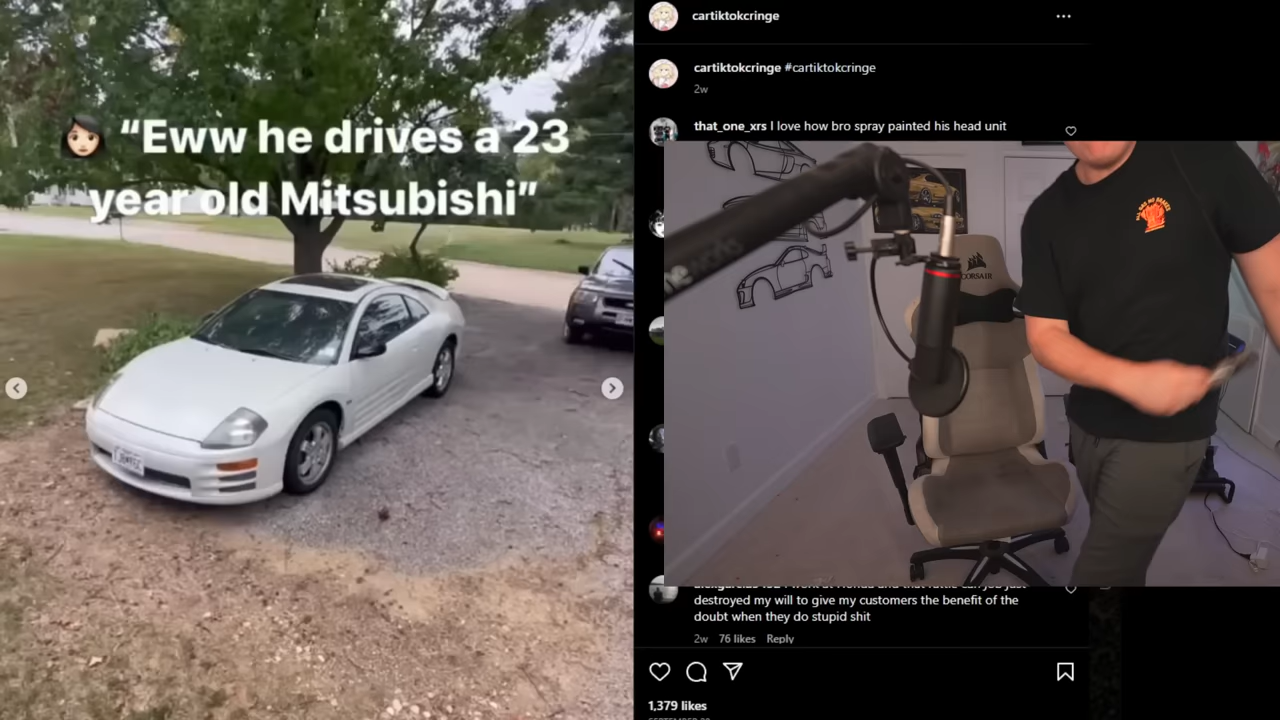 “Eww he drives a 23
year old Mitsubishi”
cartiktokcringe
cartiktokcringe #cartiktokcringe
2w
that_one_xrs I love how bro spray painted his head unit
CORSAIR
destroyed my will to give my customers the benefit of the
doubt when they do stupid shit
2w 76 likes Reply
1,379 likes